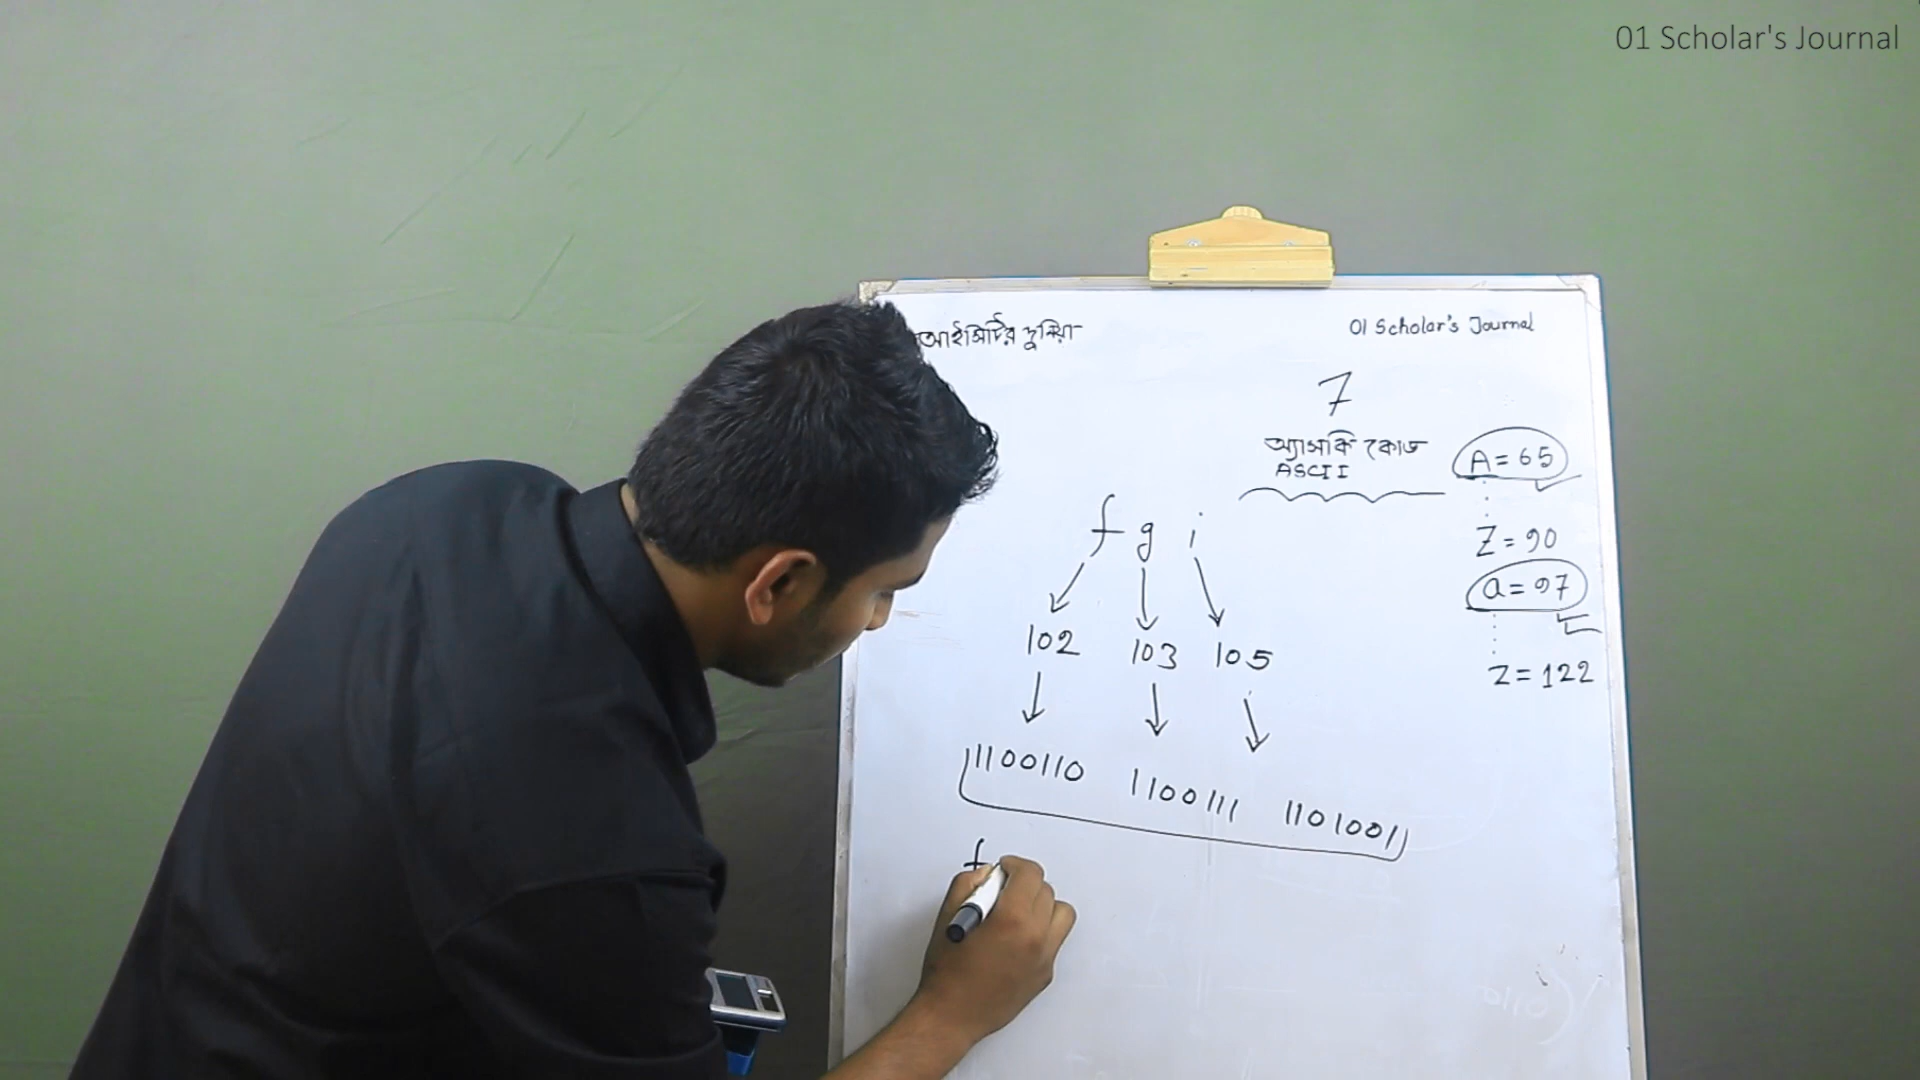 01 Scholar's Journal
আইসিটির দুনিয়া
01 Scholar's Journal
7
অ্যাসকি কোড
ASCII
A = 65
Z = 90
a = 97
z = 122
f g i
102 103 105
1100110 1100111 1101001
f